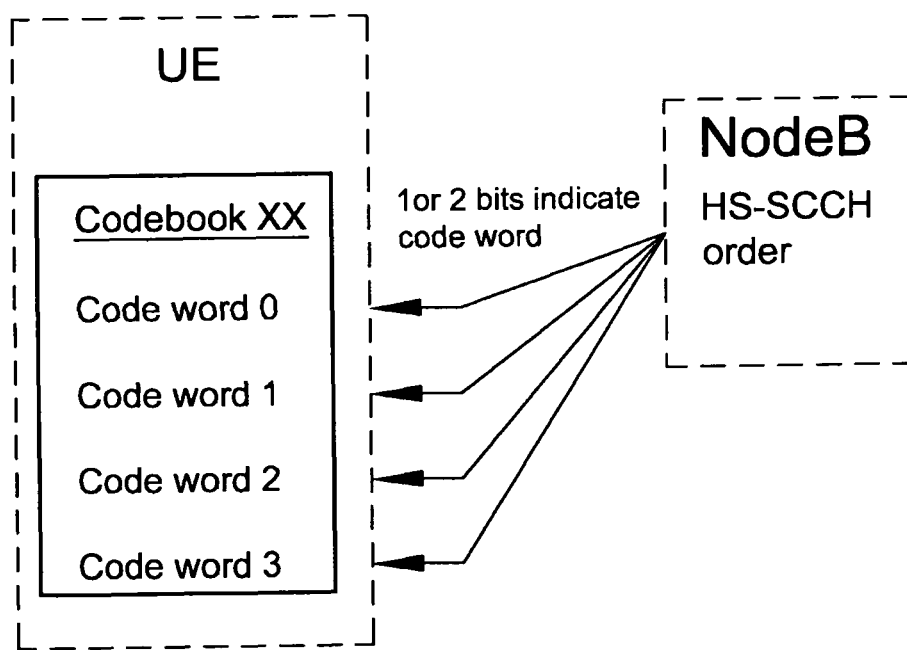 UE
Codebook XX
Code word 0
Code word 1
Code word 2
Code word 3
1or 2 bits indicate
code word
NodeB
HS-SCCH
order